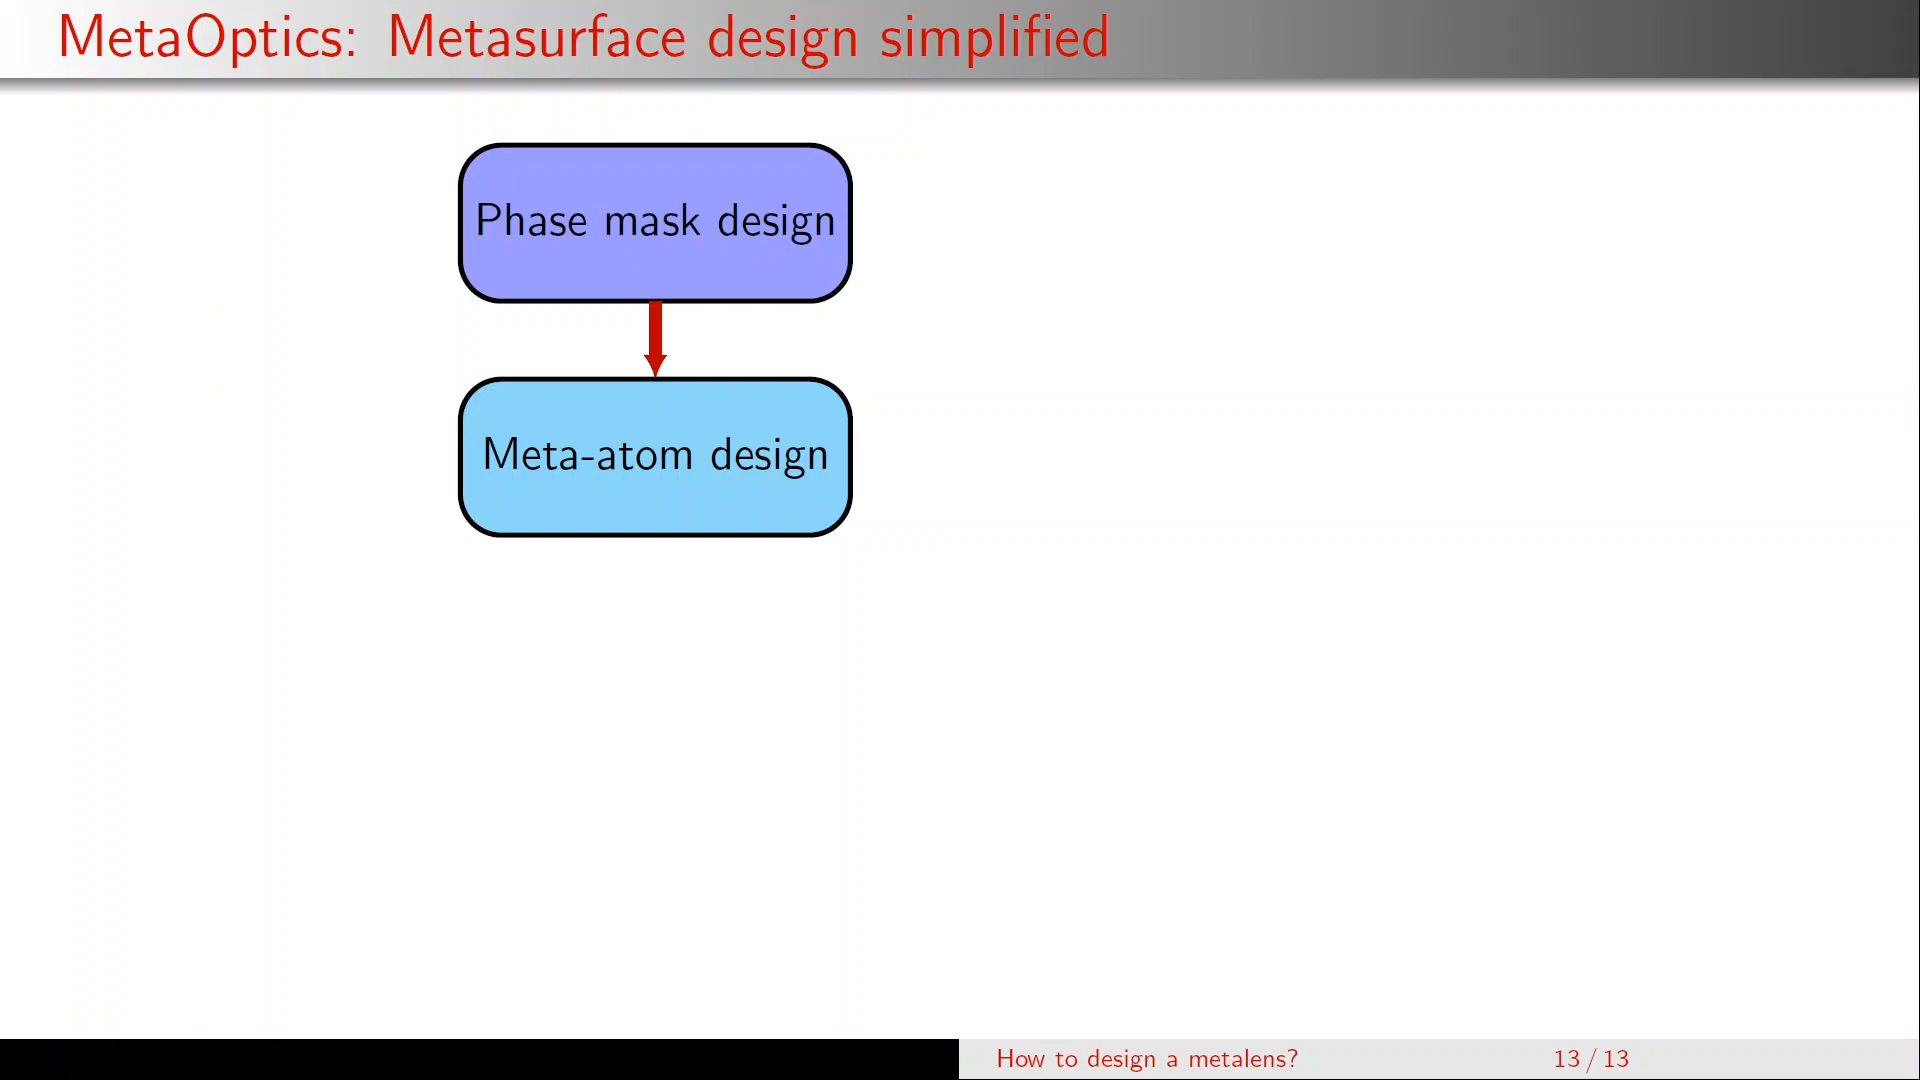 MetaOptics: Metasurface design simplified
Phase mask design
Meta-atom design
How to design a metalens?
13 / 13